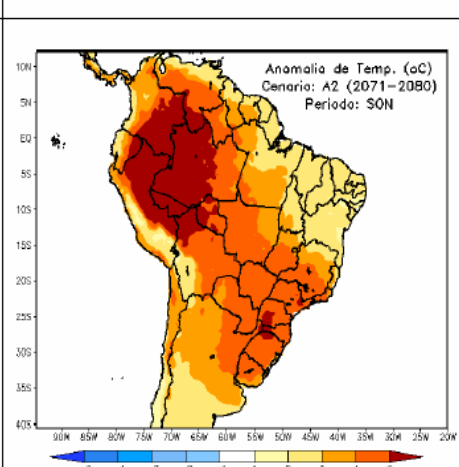 Anomalia de Temp. (oC)
Cenario: A2 (2071-2080)
Periodo: SON
10N
5N
EQ
5S
10S
15S
20S
25S
30S
35S
40S
90W 85W 80W 75W 70W 65W 60W 55W 50W 45W 40W 35W 30W 25W 20W